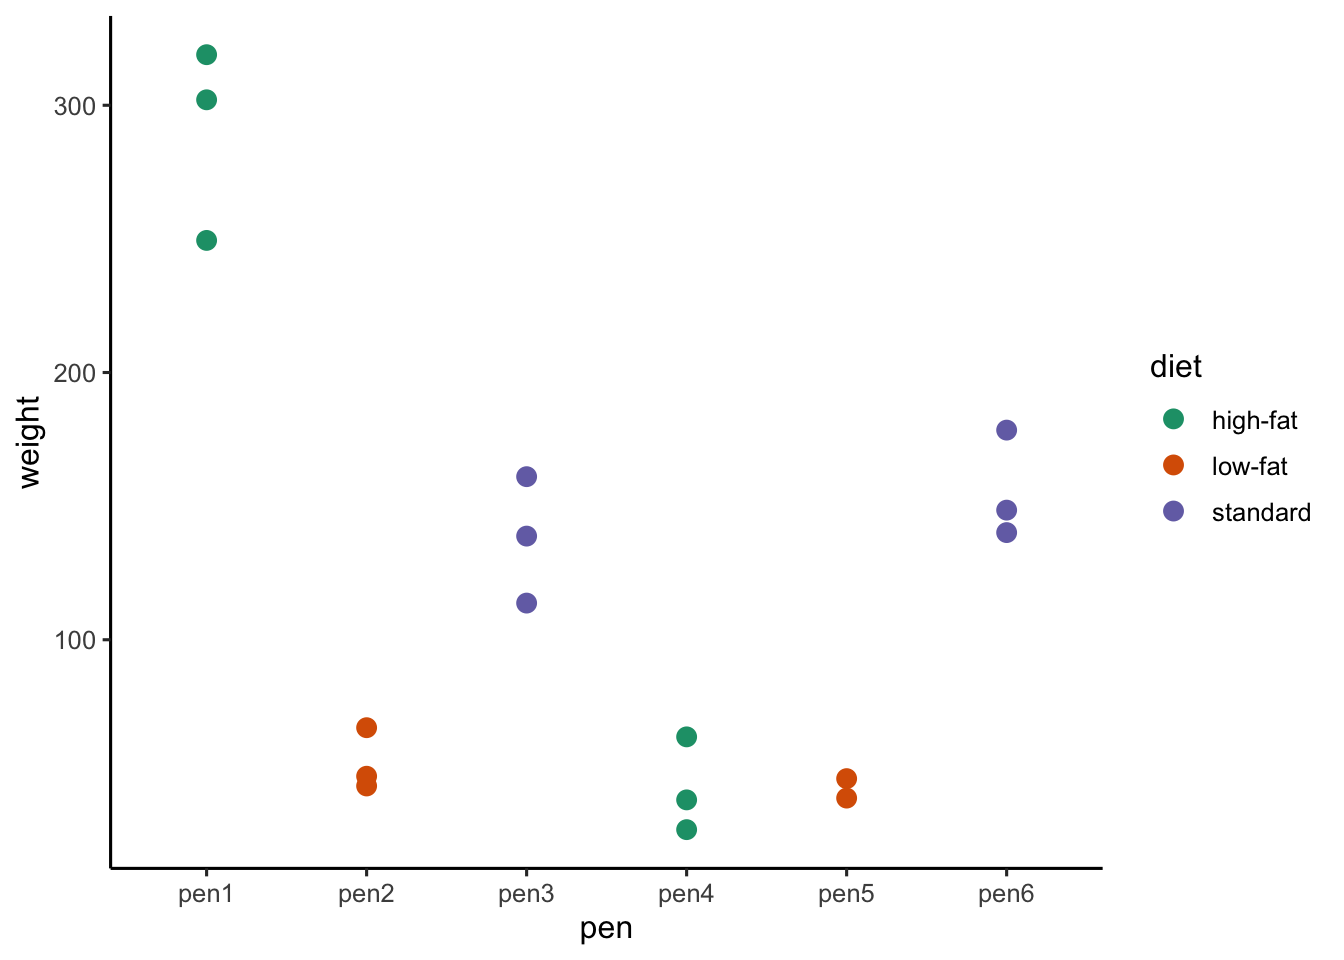 300
200
100
weight
pen1 pen2 pen3 pen4 pen5 pen6
pen
diet
high-fat
low-fat
standard